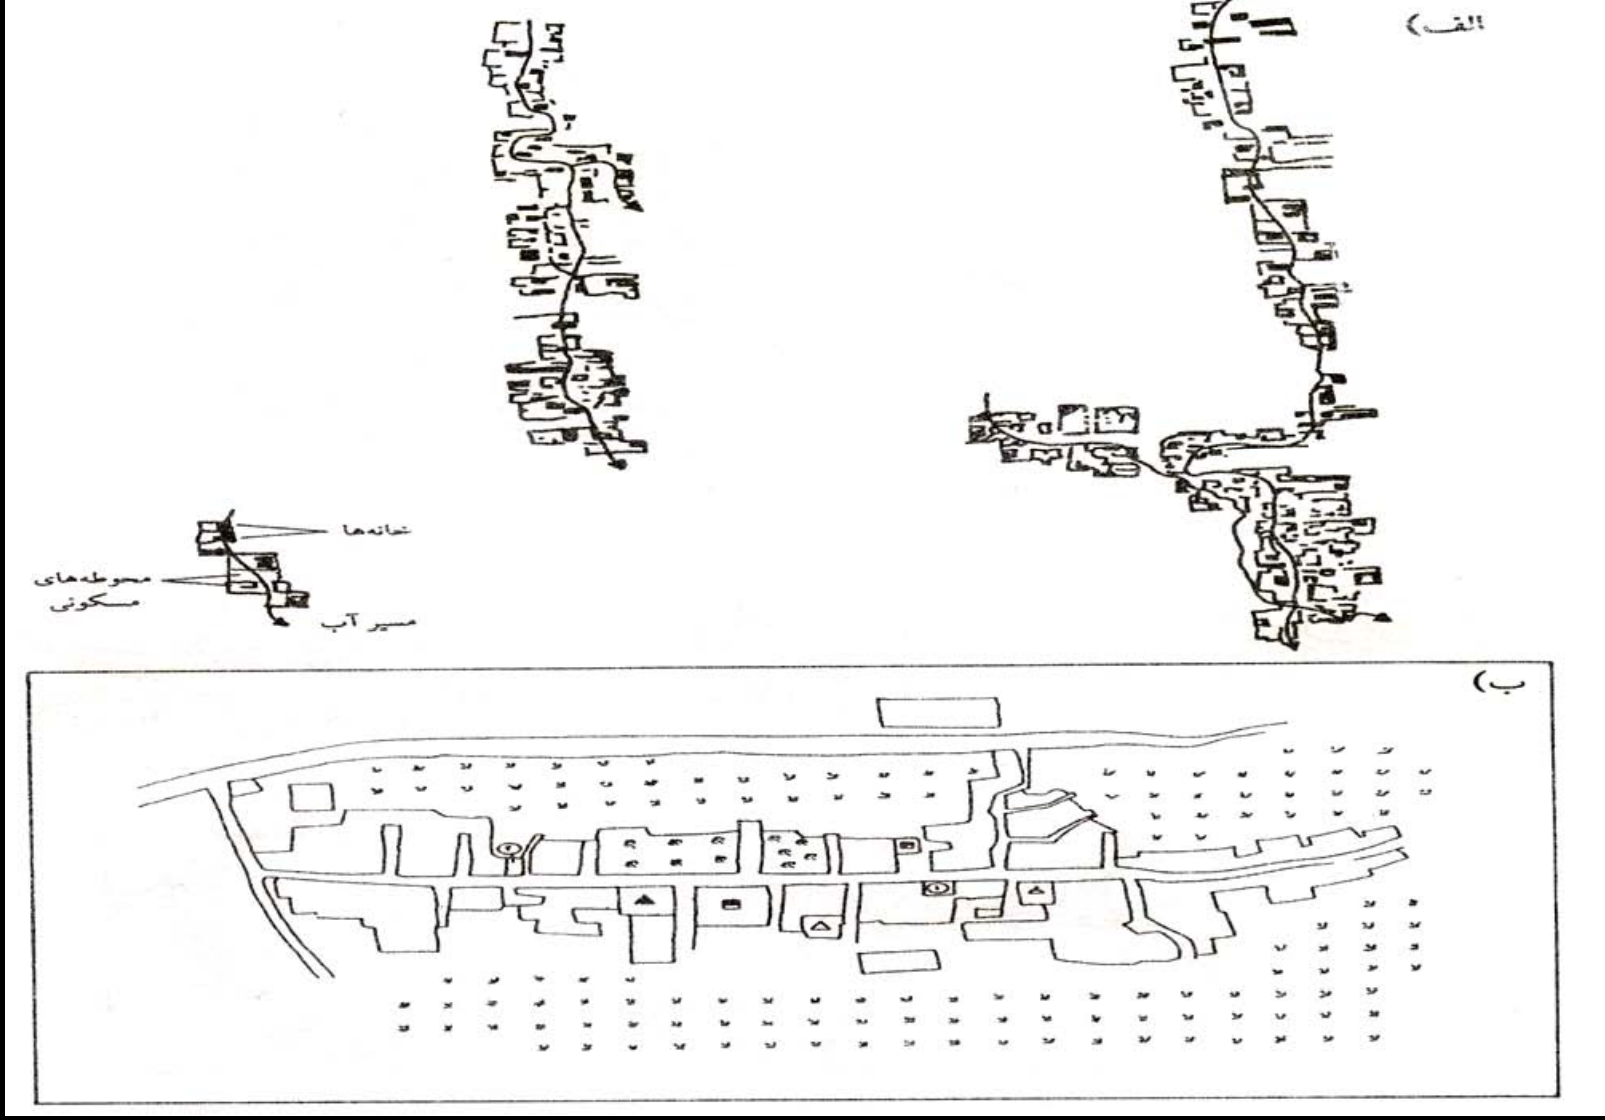 الف)
خانه‌ها
محوطه‌های
مسکونی
مسیر آب
ب)